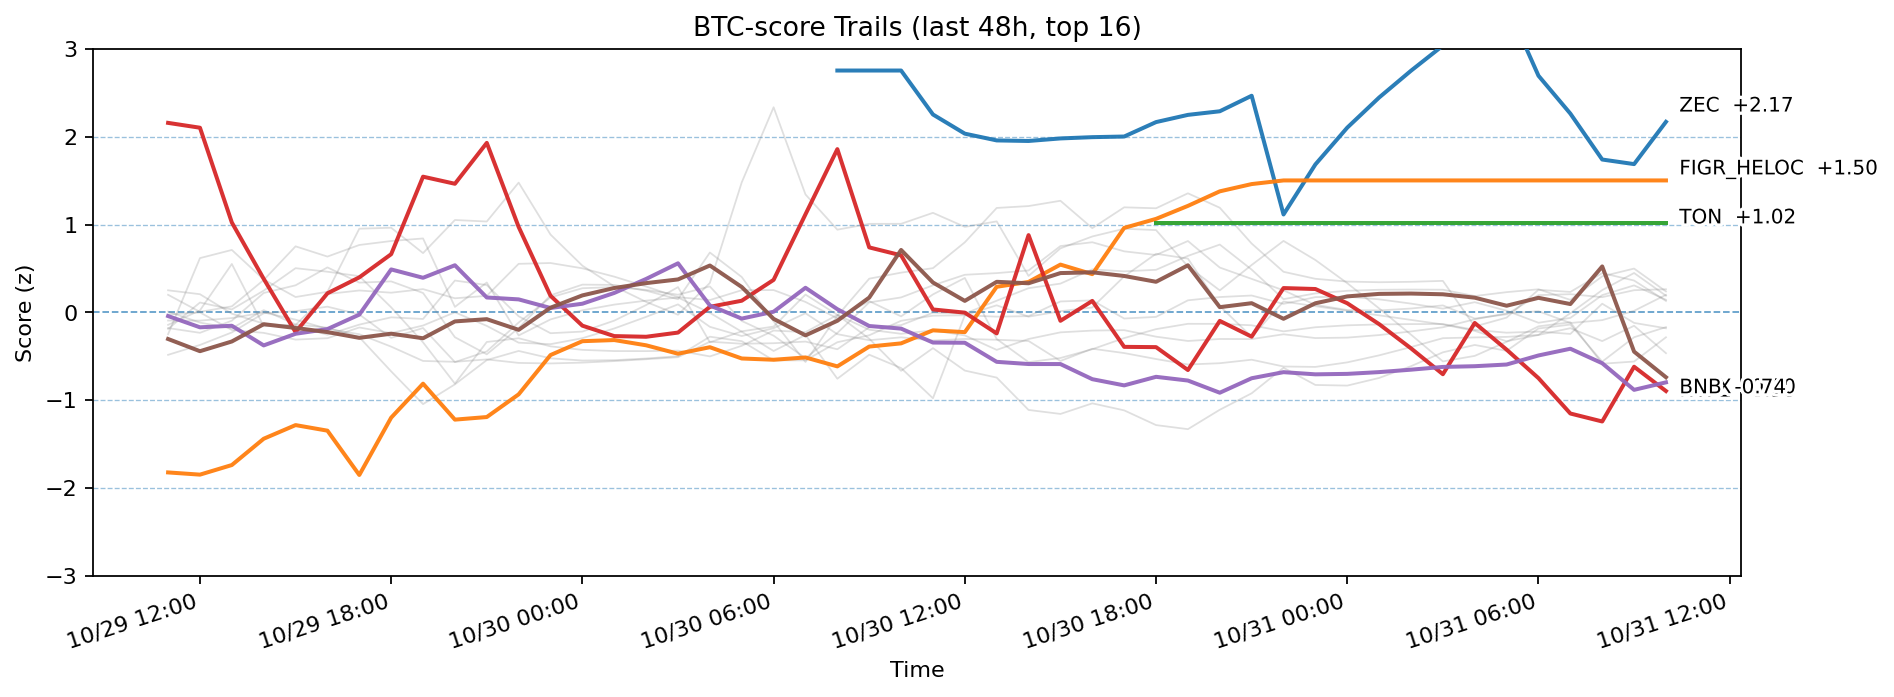 BTC-score Trails (last 48h, top 16)
3
2
1
0
−1
−2
−3
Score (z)
ZEC +2.17
FIGR_HELOC +1.50
TON +1.02
BNB
10/29 12:00
10/29 18:00
10/30 00:00
10/30 06:00
10/30 12:00
10/30 18:00
10/31 00:00
10/31 06:00
10/31 12:00
Time